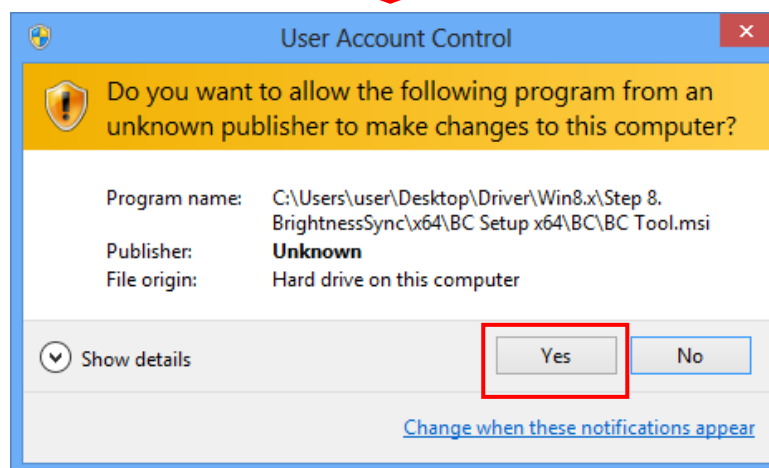 User Account Control
Do you want to allow the following program from an
unknown publisher to make changes to this computer?
Program name: C:\Users\user\Desktop\Driver\Win8.x\Step 8.
BrightnessSync\x64\BC Setup x64\BC\BC Tool.msi
Publisher: Unknown
File origin: Hard drive on this computer
Show details Yes No
Change when these notifications appear